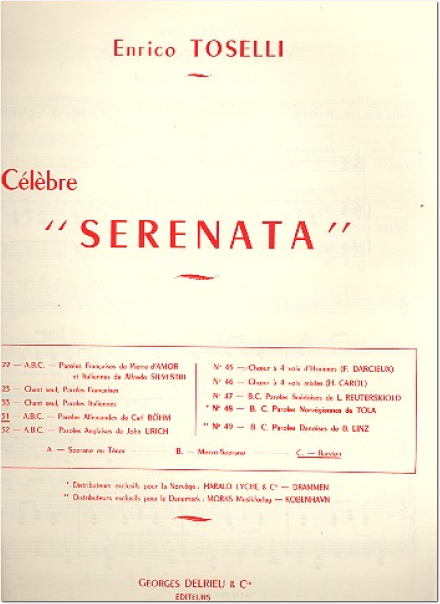 Enrico TOSELLI
Célèbre
“SERENATA”
22 — A.B.C. — Paroles Françaises de Pierre d'AMOR
et Italiennes de Alfredo SILVESTRI
23 — Chant seul, Paroles Françaises
33 — Chant seul, Paroles Italiennes
51 — A.B.C. — Paroles Allemandes de Carl BÖHM
52 — A.B.C. — Paroles Anglaises de John URICH
N° 45 — Chœur à 4 voix d'Hommes (F. DARCIEUX)
N° 46 — Chœur à 4 voix mixtes (H. CAROL)
N° 47 — B.C. Paroles Suédoises de L. REUTERSKIOLD
* N° 48 — B. C. Paroles Norvégiennes de TOLA
** N° 49 — B. C. Paroles Danoises de B. LINZ
A — Soprano ou Ténor B. — Mezzo-Soprano C. — Baryton
* Distributeurs exclusifs pour la Norvège : HARALD LYCHE & C° — DRAMMEN
** Distributeurs exclusifs pour le Danemark : MORKS Musikforlag — KOBENHAVN
GEORGES DELRIEU & Cie
ÉDITEURS